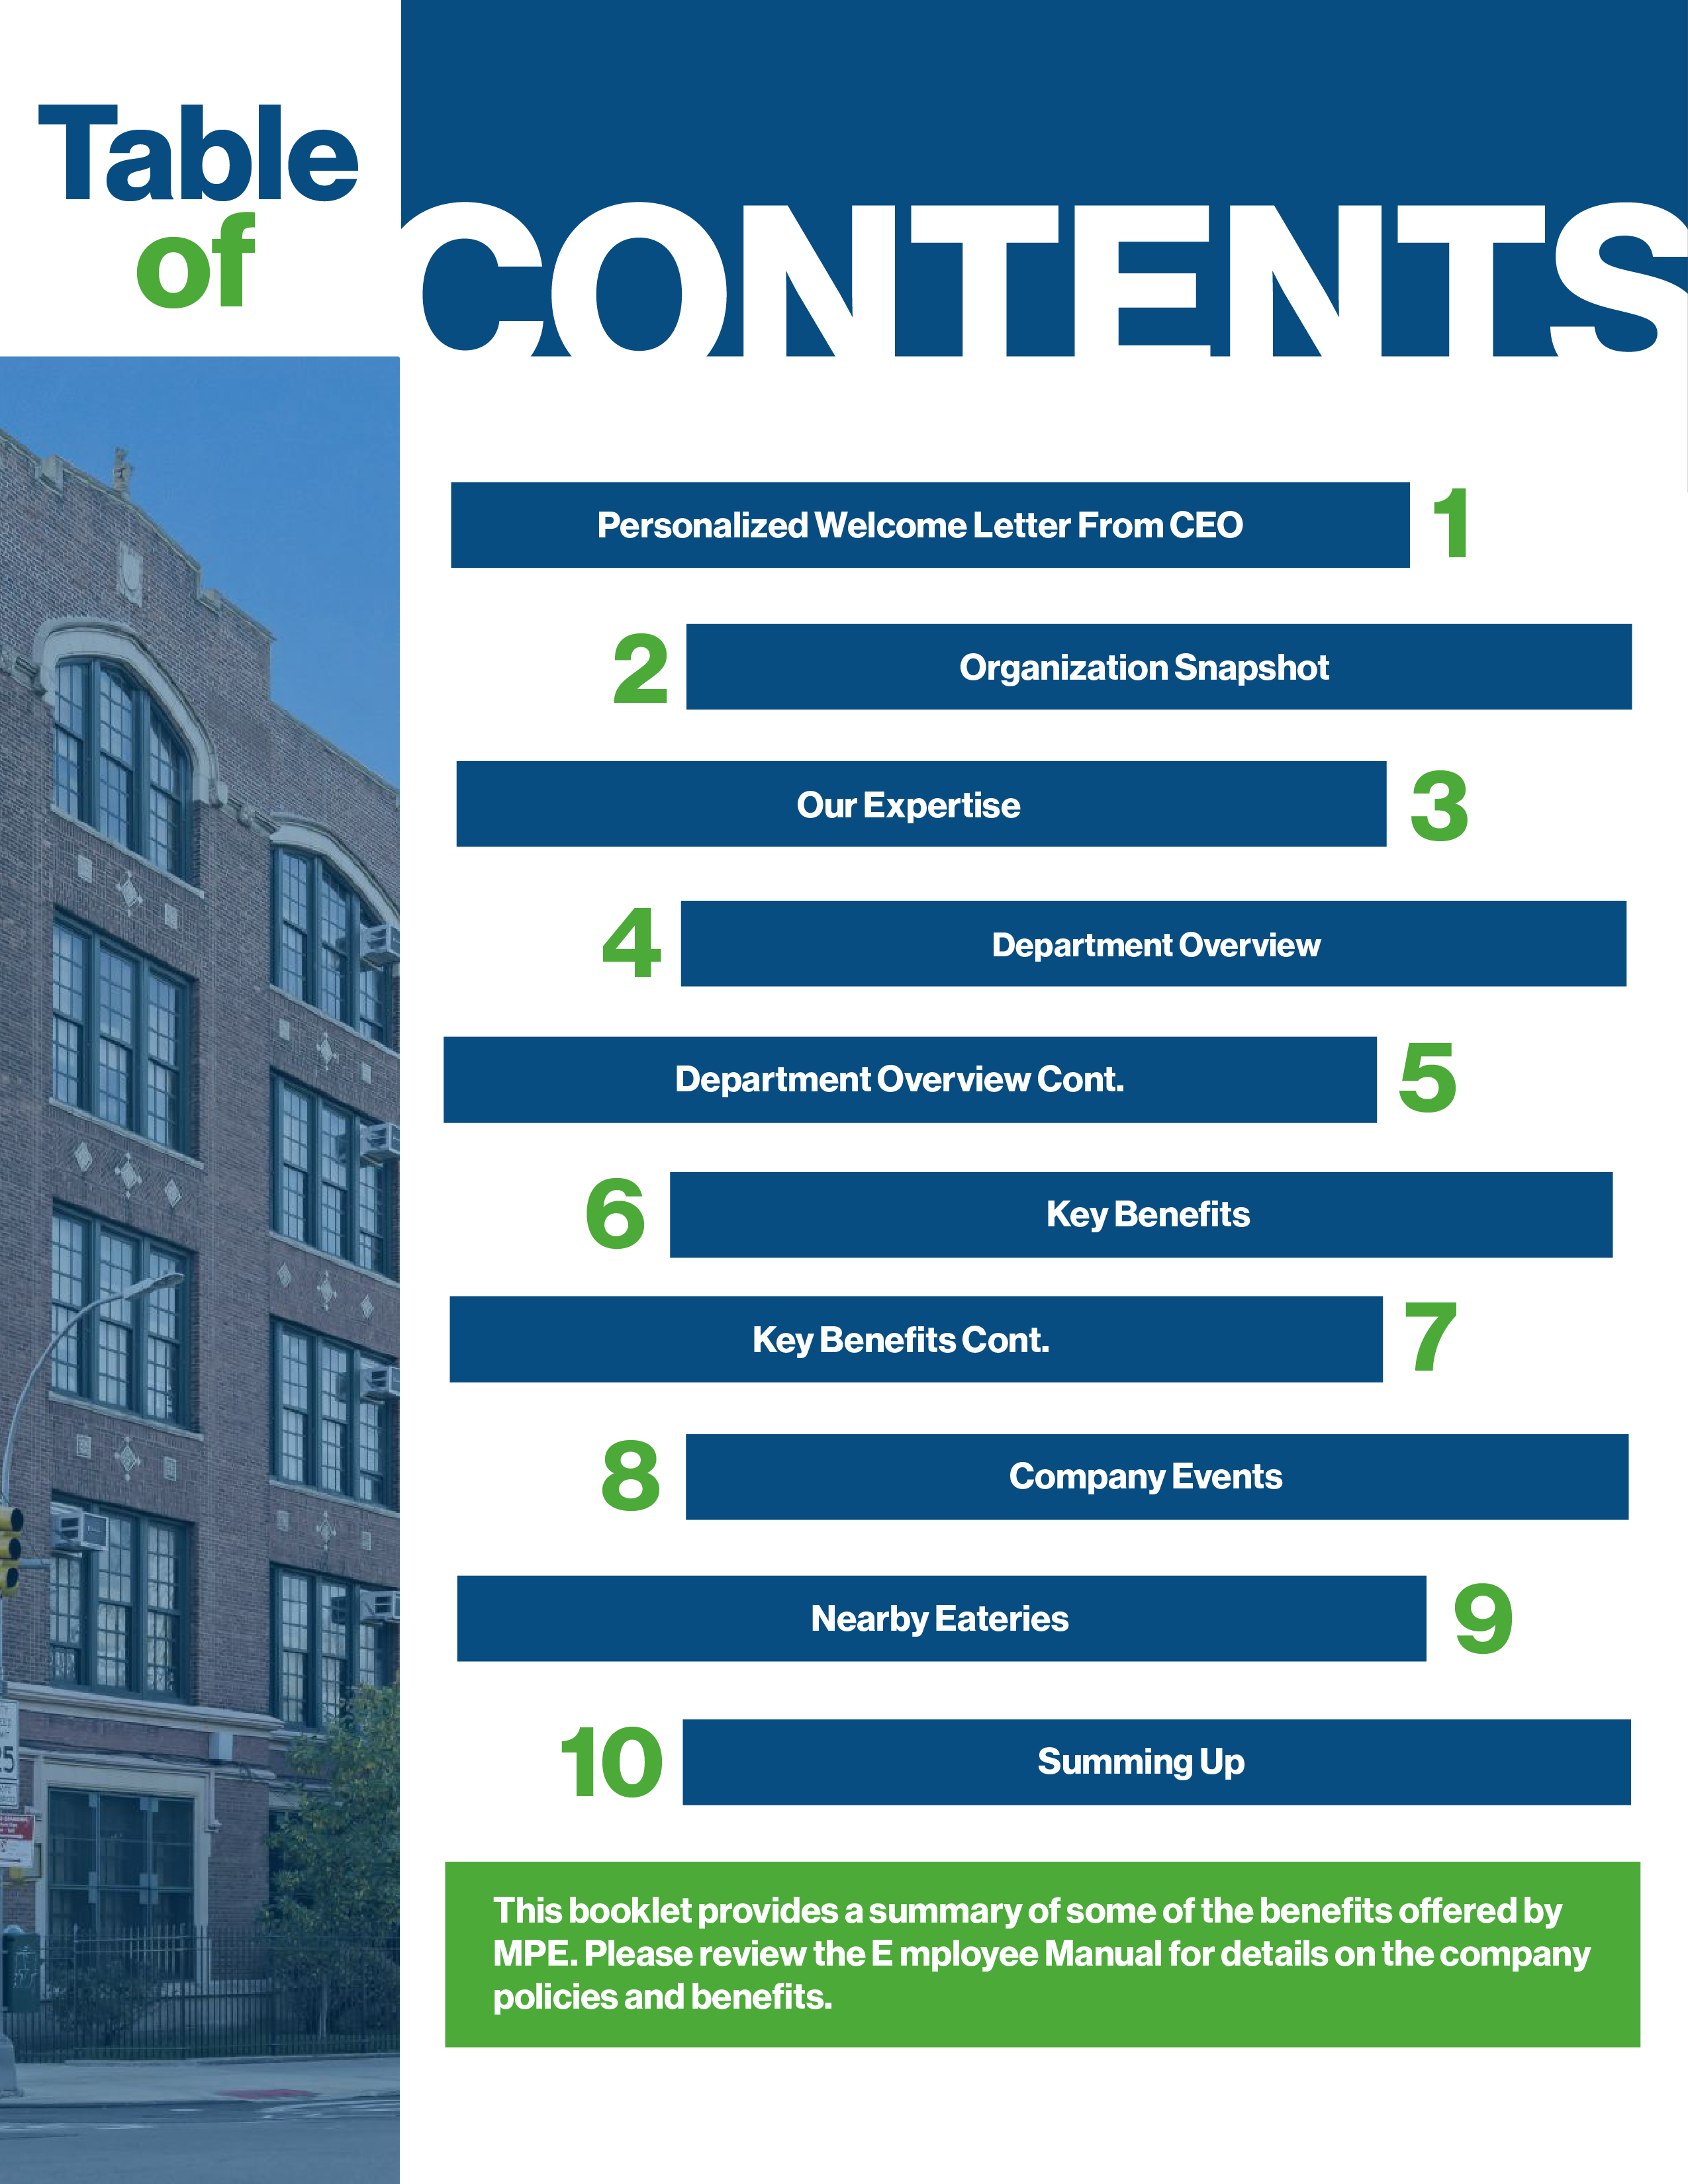 Table
of
CONTENTS
Personalized Welcome Letter From CEO 1
2 Organization Snapshot
Our Expertise 3
4 Department Overview
Department Overview Cont. 5
6 Key Benefits
Key Benefits Cont. 7
8 Company Events
Nearby Eateries 9
10 Summing Up
This booklet provides a summary of some of the benefits offered by
MPE. Please review the E mployee Manual for details on the company
policies and benefits.